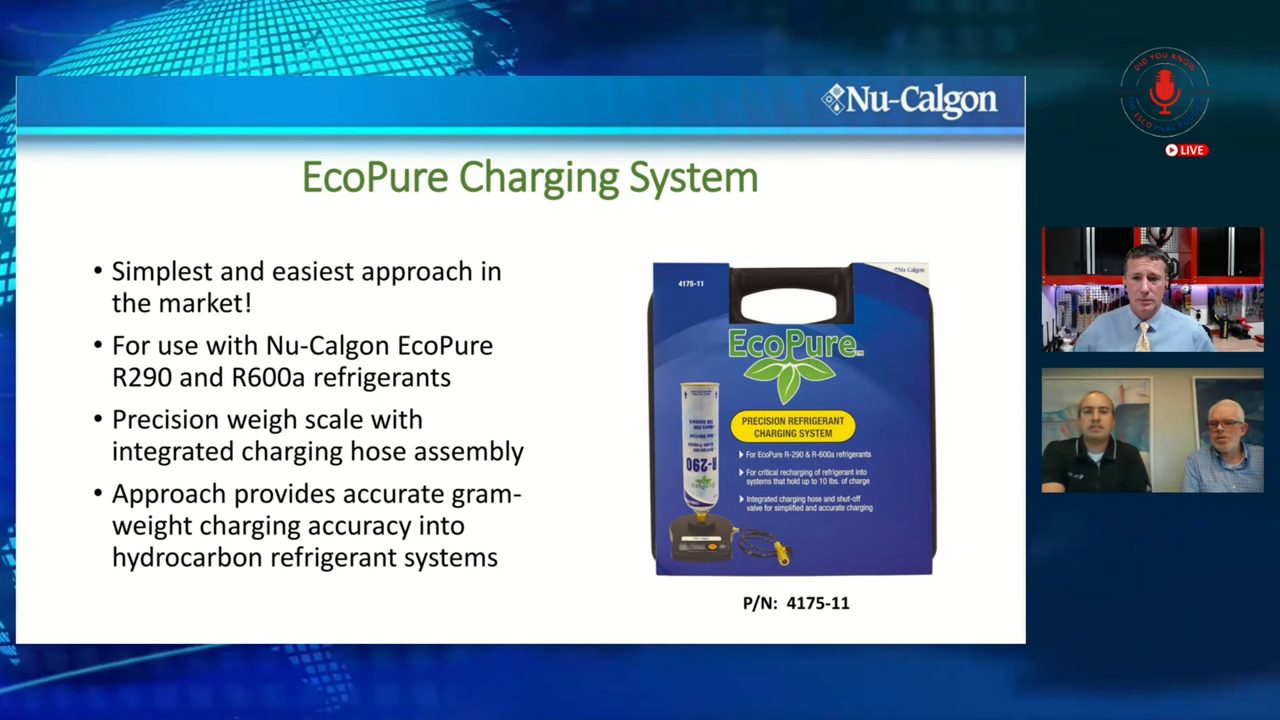 Nu-Calgon
EcoPure Charging System
• Simplest and easiest approach in
the market!
• For use with Nu-Calgon EcoPure
R290 and R600a refrigerants
• Precision weigh scale with
integrated charging hose assembly
• Approach provides accurate gram-
weight charging accuracy into
hydrocarbon refrigerant systems
4175-11
Nu-Calgon
EcoPure™
PRECISION REFRIGERANT
CHARGING SYSTEM
For EcoPure R-290 & R-600a refrigerants
For critical recharging of refrigerant into
systems that hold up to 10 lbs. of charge
Integrated charging hose and shut-off
valve for simplified and accurate charging
R-290
P/N: 4175-11
DID YOU KNOW
LIVE